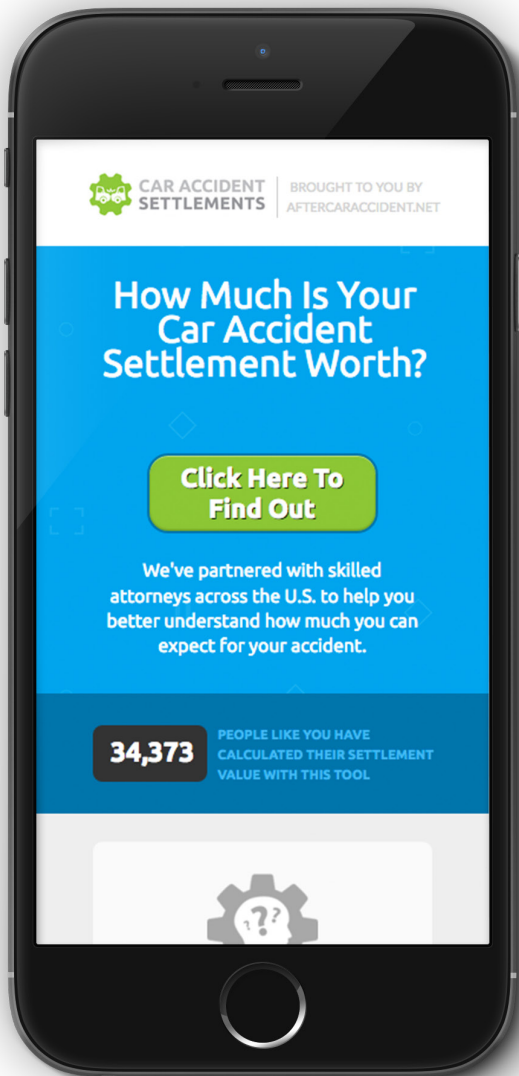 CAR ACCIDENT
SETTLEMENTS
BROUGHT TO YOU BY
AFTERCARACCIDENT.NET
How Much Is Your
Car Accident
Settlement Worth?
Click Here To
Find Out
We've partnered with skilled
attorneys across the U.S. to help you
better understand how much you can
expect for your accident.
34,373
PEOPLE LIKE YOU HAVE
CALCULATED THEIR SETTLEMENT
VALUE WITH THIS TOOL
???